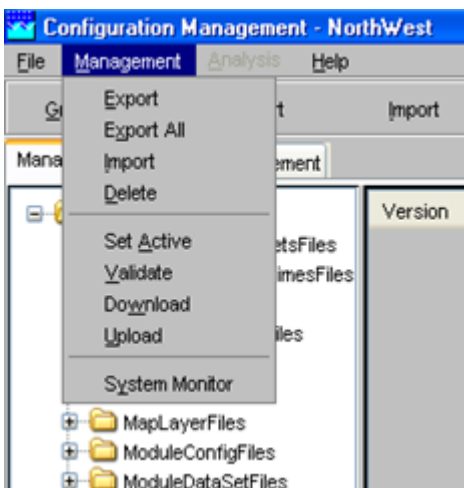 Configuration Management - NorthWest
File Management Analysis Help
Import
Export
Export All
Import
Delete
Set Active
Validate
Download
Upload
System Monitor
Version
MapLayerFiles
ModuleConfigFiles
ModuleDataSetFiles